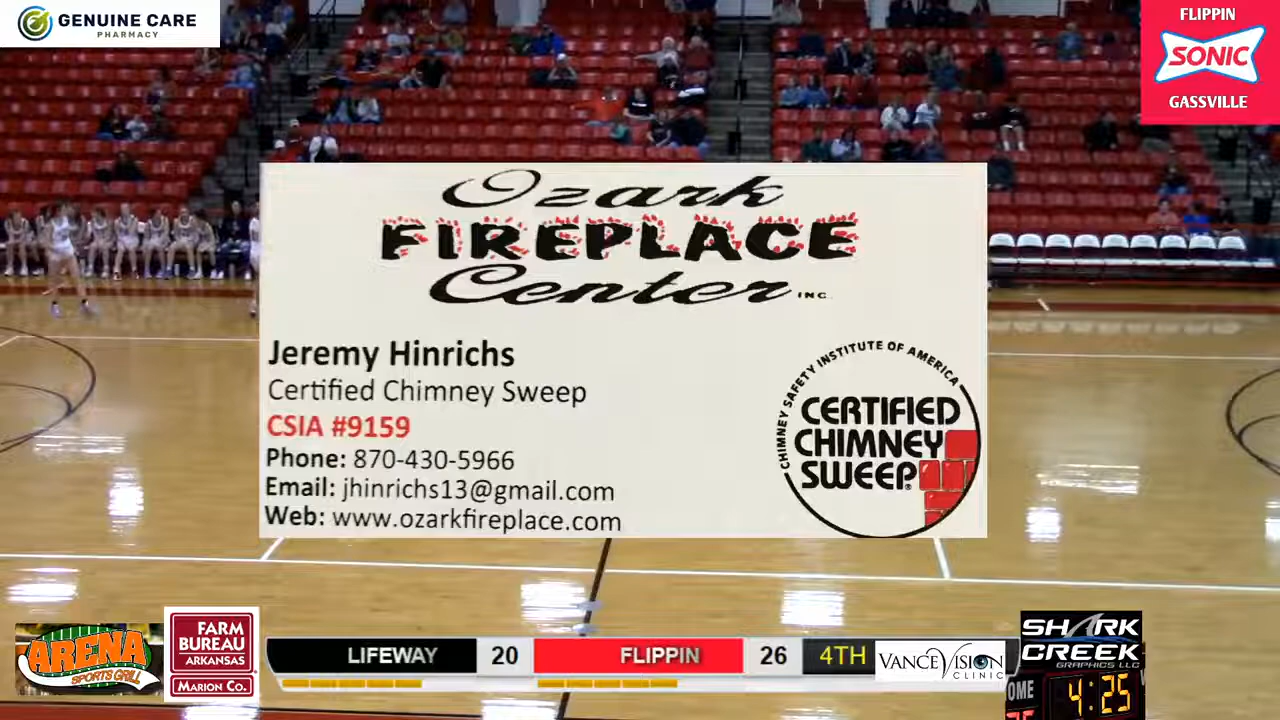 GENUINE CARE
PHARMACY
FLIPPIN
SONIC
GASSVILLE
Ozark
FIREPLACE
Center INC.
Jeremy Hinrichs
Certified Chimney Sweep
CSIA #9159
Phone: 870-430-5966
Email: jhinrichs13@gmail.com
Web: www.ozarkfireplace.com
CHIMNEY SAFETY INSTITUTE OF AMERICA
CERTIFIED
CHIMNEY
SWEEP®
ARENA
SPORTS GRILL
FARM
BUREAU
ARKANSAS
MARION CO.
LIFEWAY 20 FLIPPIN 26 4TH
VANCE VISION
CLINIC
SHARK
CREEK
GRAPHICS LLC
OME 4:25